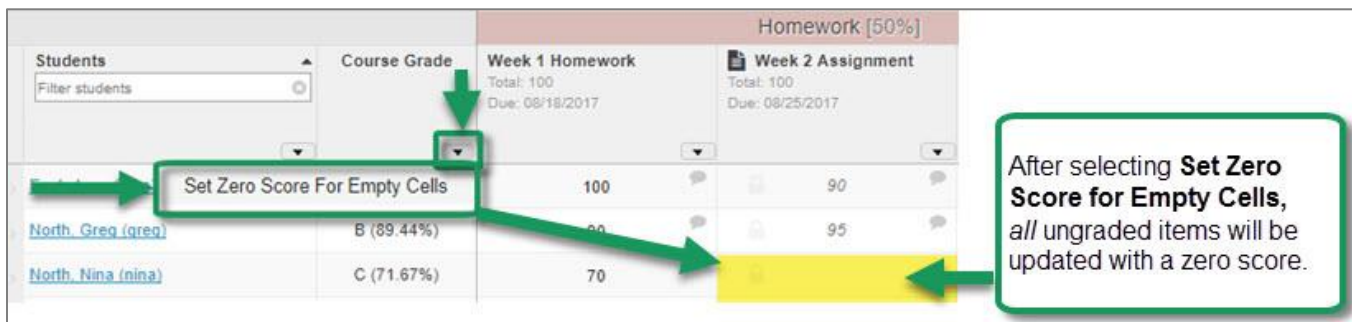 Homework [50%]
Students
Course Grade
Week 1 Homework
Week 2 Assignment
Filter students
Total: 100
Total: 100
Due: 08/18/2017
Due: 08/25/2017
Set Zero Score For Empty Cells
100
90
North, Greg (greg)
B (89.44%)
95
North, Nina (nina)
C (71.67%)
70
After selecting Set Zero
Score for Empty Cells,
all ungraded items will be
updated with a zero score.